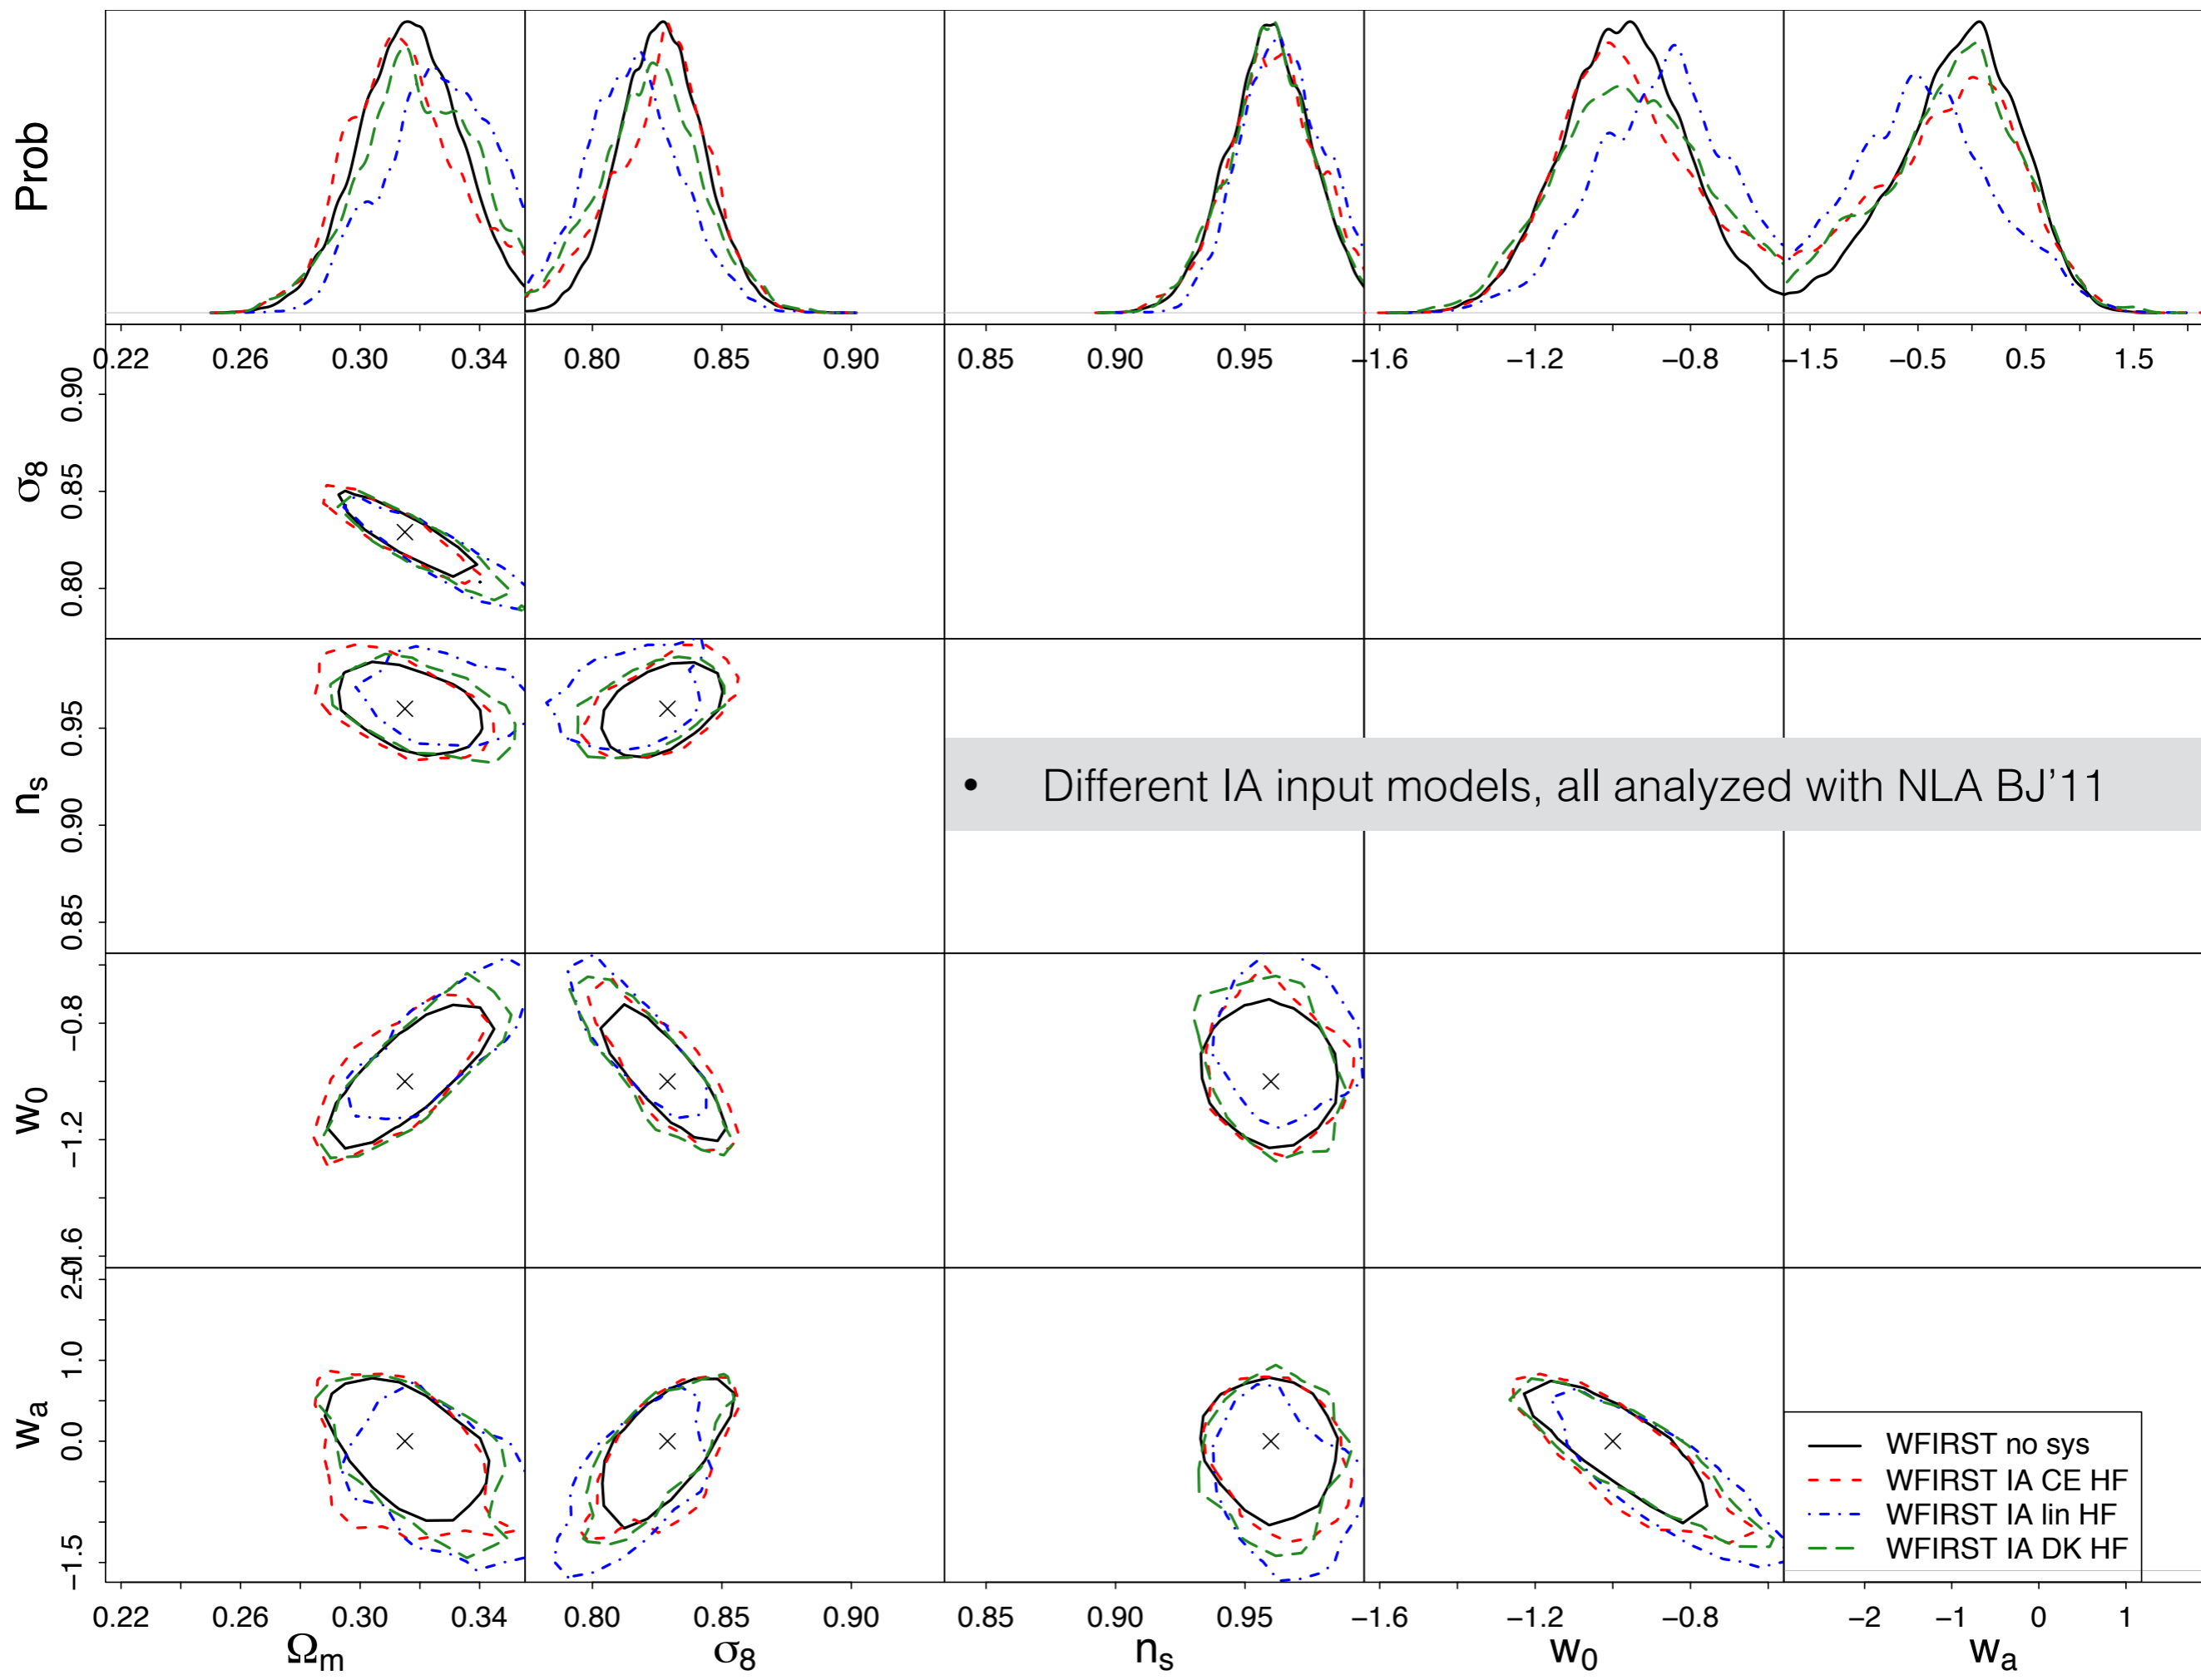 Prob
0.22 0.26 0.30 0.34 0.80 0.85 0.90 0.85 0.90 0.95 −1.6 −1.2 −0.8 −1.5 −0.5 0.5 1.5
σ8
0.80 0.85 0.90
ns
0.85 0.90 0.95
• Different IA input models, all analyzed with NLA BJ'11
w0
−1.6 −1.2 −0.8
wa
−1.5 0.0 1.0 2.0
WFIRST no sys
WFIRST IA CE HF
WFIRST IA lin HF
WFIRST IA DK HF
0.22 0.26 0.30 0.34 0.80 0.85 0.90 0.85 0.90 0.95 −1.6 −1.2 −0.8 −2 −1 0 1
Ωm σ8 ns w0 wa